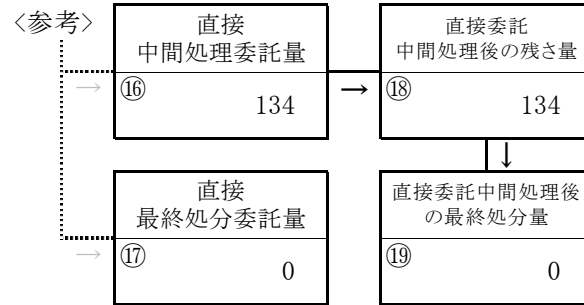 〈参考〉
直接
中間処理委託量
→
⑯
134
→
直接委託
中間処理後の残さ量
⑱
134
↓
直接
最終処分委託量
→
⑰
0
直接委託中間処理後
の最終処分量
⑲
0